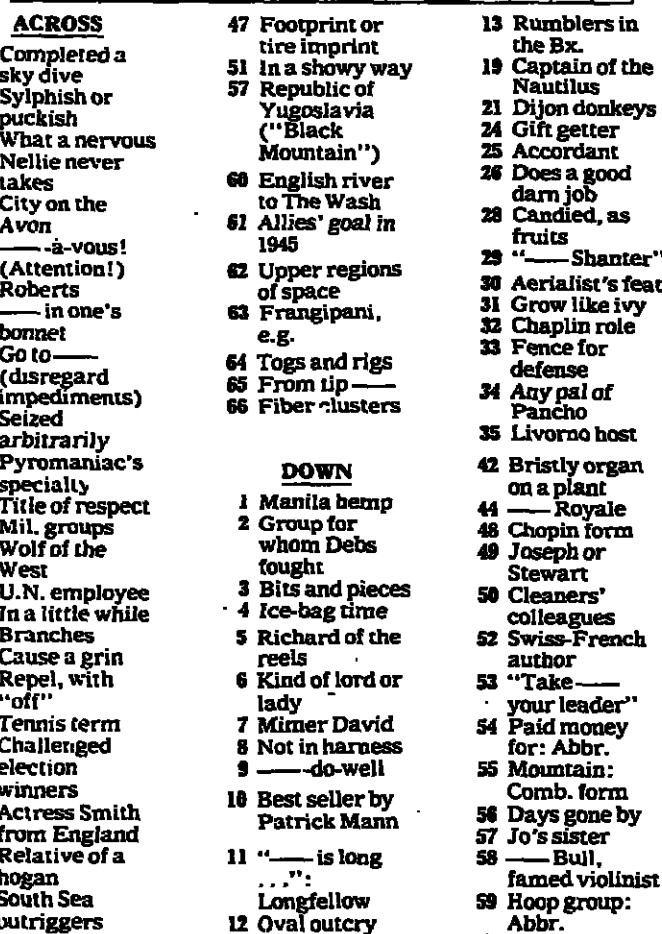 ACROSS
Completed a
sky dive
Sylphish or
puckish
What a nervous
Nellie never
takes
City on the
Avon
——-à-vous!
(Attention!)
Roberts
—— in one's
bonnet
Go to ——
(disregard
impediments)
Seized
arbitrarily
Pyromaniac's
specialty
Title of respect
Mil. groups
Wolf of the
West
U.N. employee
In a little while
Branches
Cause a grin
Repel, with
"off"
Tennis term
Challenged
election
winners
Actress Smith
from England
Relative of a
hogan
South Sea
outriggers
47 Footprint or
tire imprint
51 In a showy way
57 Republic of
Yugoslavia
("Black
Mountain")
60 English river
to The Wash
61 Allies' goal in
1945
62 Upper regions
of space
63 Frangipani,
e.g.
64 Togs and rigs
65 From tip ——
66 Fiber clusters
DOWN
1 Manila hemp
2 Group for
whom Debs
fought
3 Bits and pieces
4 Ice-bag time
5 Richard of the
reels
6 Kind of lord or
lady
7 Mimer David
8 Not in harness
9 ——-do-well
10 Best seller by
Patrick Mann
11 "—— is long
...":
Longfellow
12 Oval outcry
13 Rumblers in
the Bx.
19 Captain of the
Nautilus
21 Dijon donkeys
24 Gift getter
25 Accordant
26 Does a good
darn job
28 Candied, as
fruits
29 "—— Shanter"
30 Aerialist's feat
31 Grow like ivy
32 Chaplin role
33 Fence for
defense
34 Any pal of
Pancho
35 Livorno host
42 Bristly organ
on a plant
44 —— Royale
48 Chopin form
49 Joseph or
Stewart
50 Cleaners'
colleagues
52 Swiss-French
author
53 "Take ——
your leader"
54 Paid money
for: Abbr.
55 Mountain:
Comb. form
56 Days gone by
57 Jo's sister
58 —— Bull,
famed violinist
59 Hoop group:
Abbr.